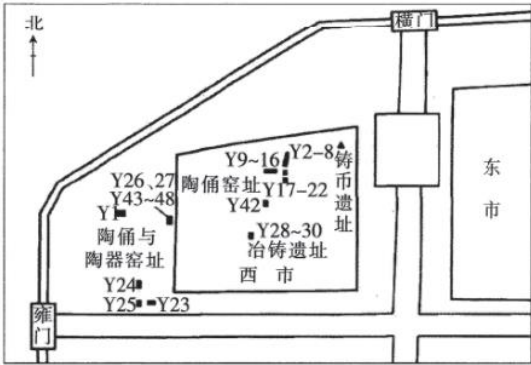 北
横门
Y9~16
Y2-8
铸币遗址
Y26、27
陶俑窑址
Y17-22
Y43~48
Y42
Y1
东市
陶俑与
陶器窑址
Y28~30
冶铸遗址
西市
Y24
Y25
Y23
雍门